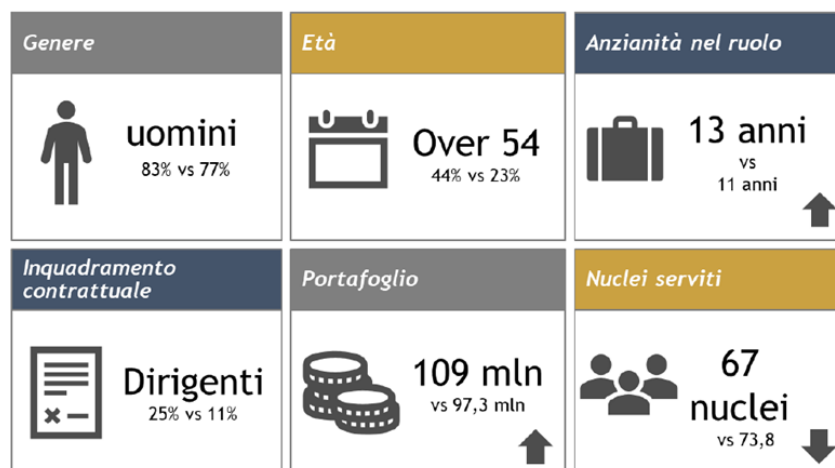 Genere
uomini
83% vs 77%
Età
Over 54
44% vs 23%
Anzianità nel ruolo
13 anni
vs
11 anni
Inquadramento
contrattuale
Dirigenti
25% vs 11%
Portafoglio
109 mln
vs 97,3 mln
Nuclei serviti
67
nuclei
vs 73,8